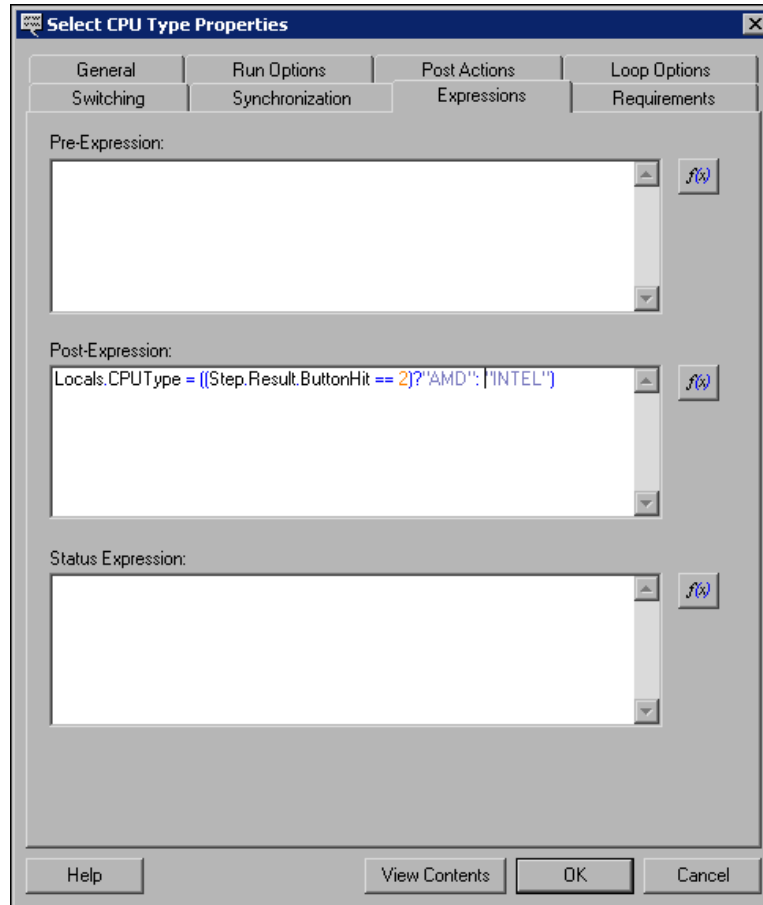 Select CPU Type Properties
General Run Options Post Actions Loop Options
Switching Synchronization Expressions Requirements
Pre-Expression:
f(x)
Post-Expression:
Locals.CPUType = ((Step.Result.ButtonHit == 2)?"AMD": "INTEL")
f(x)
Status Expression:
f(x)
Help View Contents OK Cancel